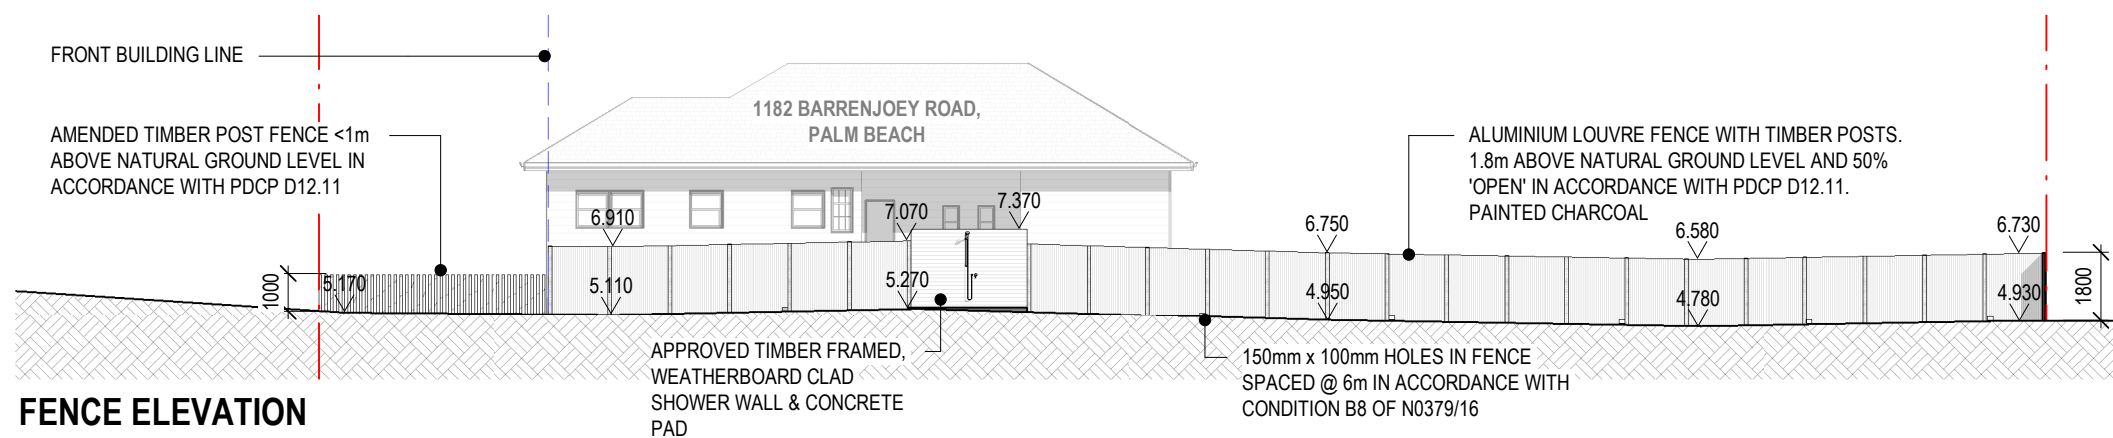 FRONT BUILDING LINE
AMENDED TIMBER POST FENCE <1m
ABOVE NATURAL GROUND LEVEL IN
ACCORDANCE WITH PDCP D12.11
1182 BARRENJOEY ROAD,
PALM BEACH
ALUMINIUM LOUVRE FENCE WITH TIMBER POSTS.
1.8m ABOVE NATURAL GROUND LEVEL AND 50%
'OPEN' IN ACCORDANCE WITH PDCP D12.11.
PAINTED CHARCOAL
6.910
7.070
7.370
6.750
6.580
6.730
1000
5.170
5.110
5.270
4.950
4.780
4.930
1800
APPROVED TIMBER FRAMED,
WEATHERBOARD CLAD
SHOWER WALL & CONCRETE
PAD
150mm x 100mm HOLES IN FENCE
SPACED @ 6m IN ACCORDANCE WITH
CONDITION B8 OF N0379/16
FENCE ELEVATION